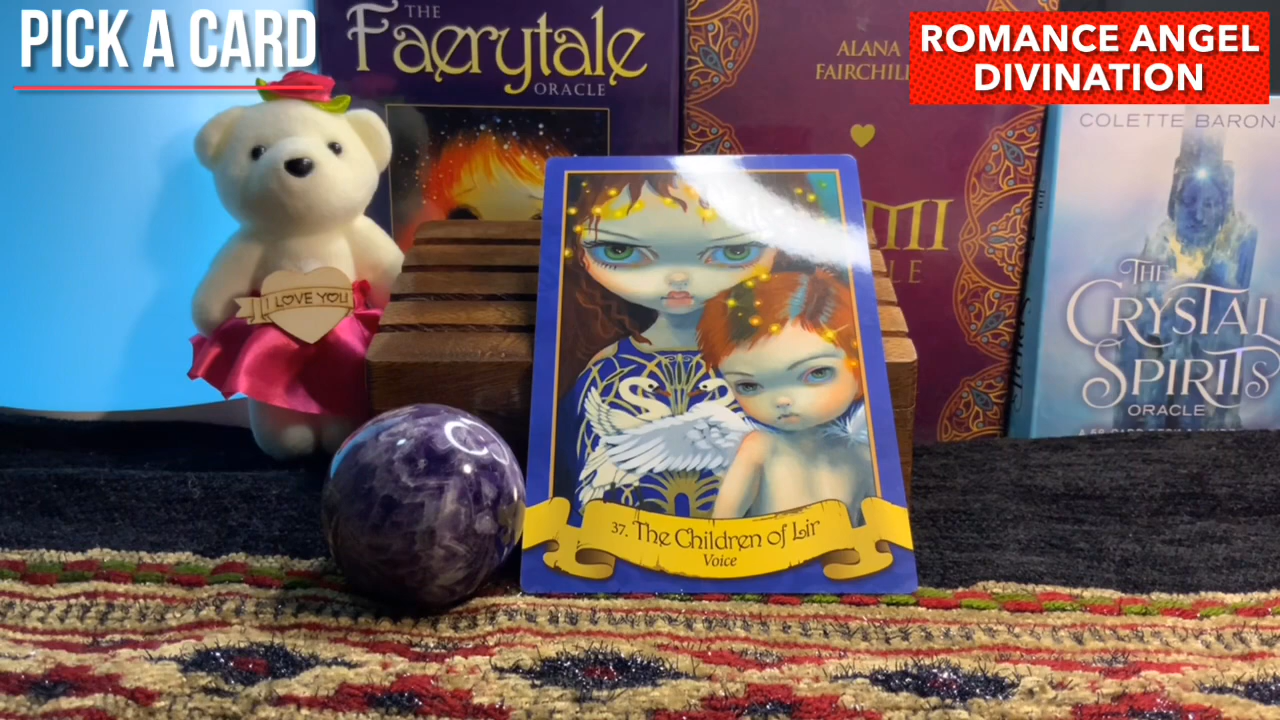 PICK A CARD
THE
Faerytale
ORACLE
ALANA
ROMANCE ANGEL
DIVINATION
COLETTE BARON-
I LOVE YOU
THE
CRYSTAL
SPIRITS
ORACLE
37. The Children of Lir
Voice